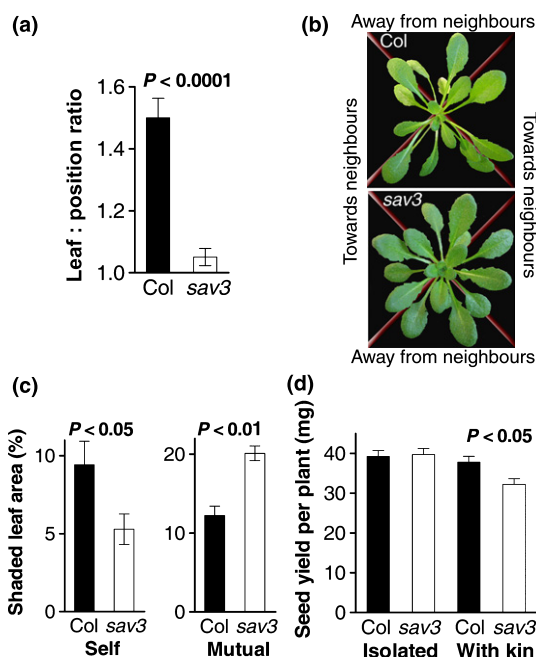 (a)
P < 0.0001
Leaf : position ratio
1.6
1.4
1.2
1.0
Col sav3
(b)
Away from neighbours
Towards neighbours
Col
sav3
Towards neighbours
Away from neighbours
(c)
Shaded leaf area (%)
P < 0.05
10
5
0
Col sav3
Self
P < 0.01
20
10
0
Col sav3
Mutual
(d)
Seed yield per plant (mg)
P < 0.05
60
40
20
0
Col sav3 Col sav3
Isolated With kin